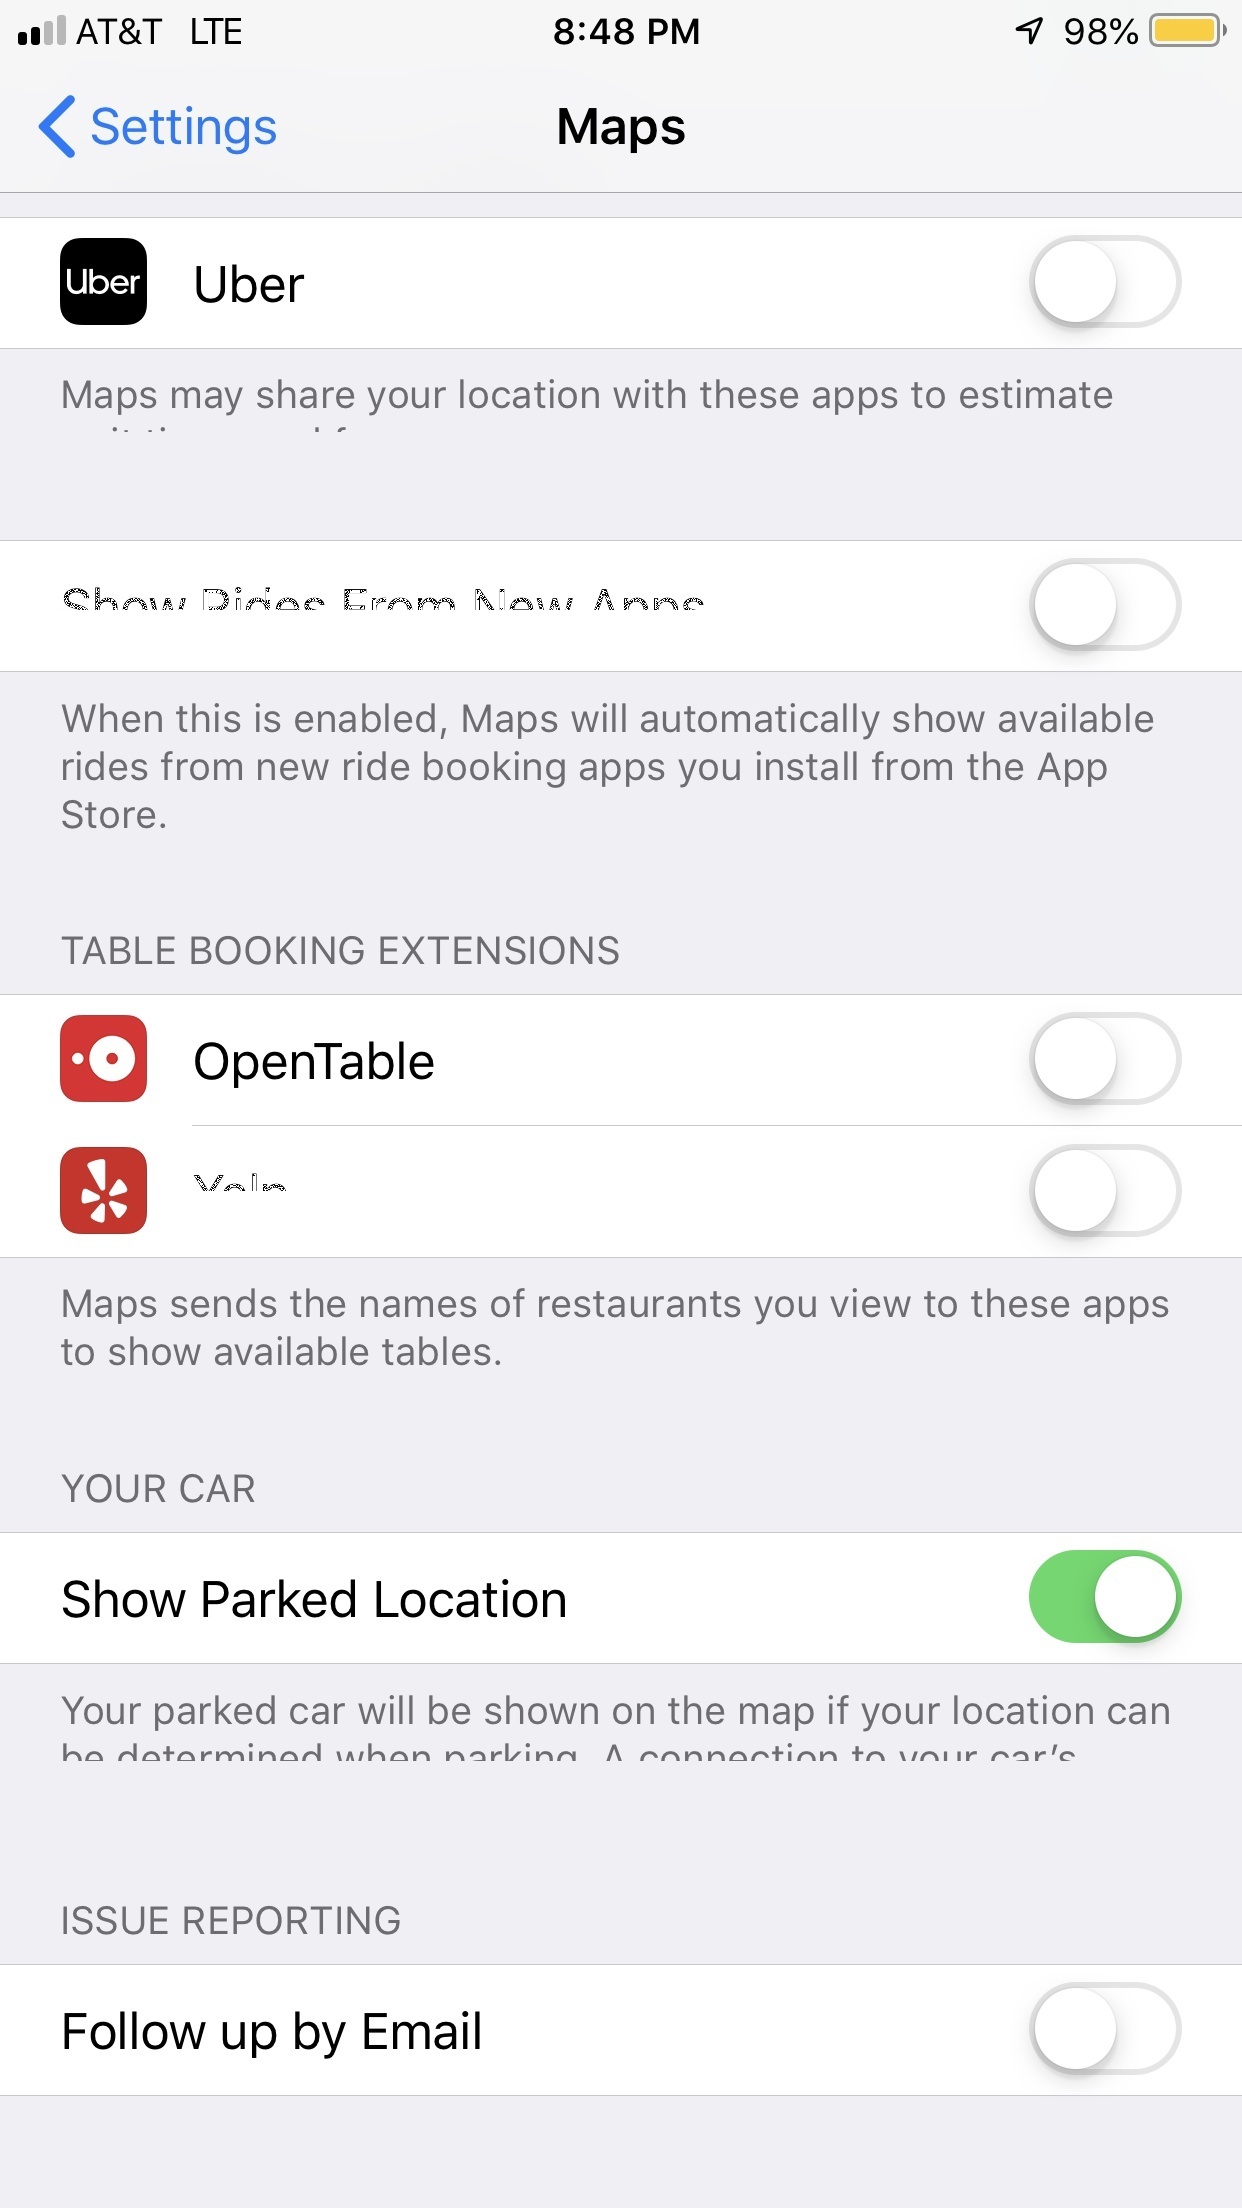 AT&T LTE 8:48 PM 98%
Settings Maps
Uber Uber
Maps may share your location with these apps to estimate
Show Rides From New Apps
When this is enabled, Maps will automatically show available
rides from new ride booking apps you install from the App
Store.
TABLE BOOKING EXTENSIONS
OpenTable
Yelp
Maps sends the names of restaurants you view to these apps
to show available tables.
YOUR CAR
Show Parked Location
Your parked car will be shown on the map if your location can
be determined when parking. A connection to your car’s
ISSUE REPORTING
Follow up by Email